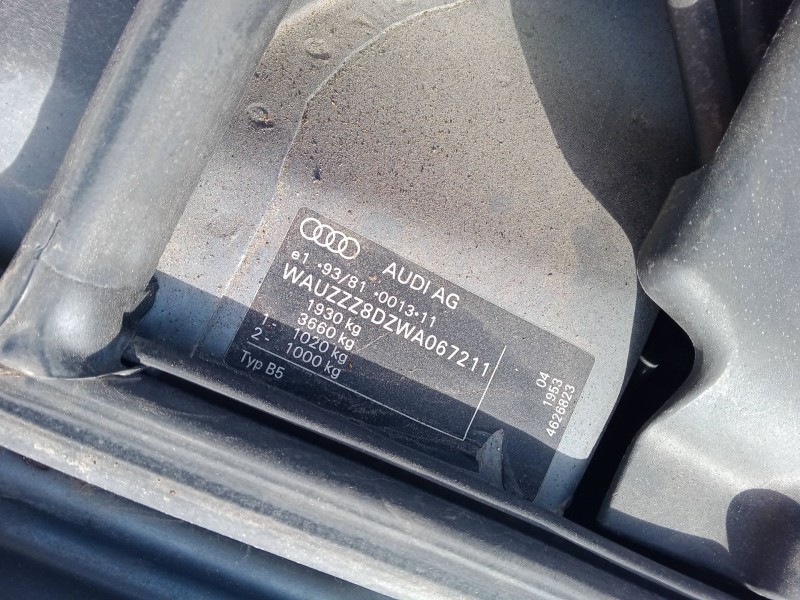 AUDI AG
e1 *93/81 *0013*11
WAUZZZ8DZWA067211
1930 kg
3660 kg
1- 1020 kg
2- 1000 kg
Typ B5
04
1953
4626823